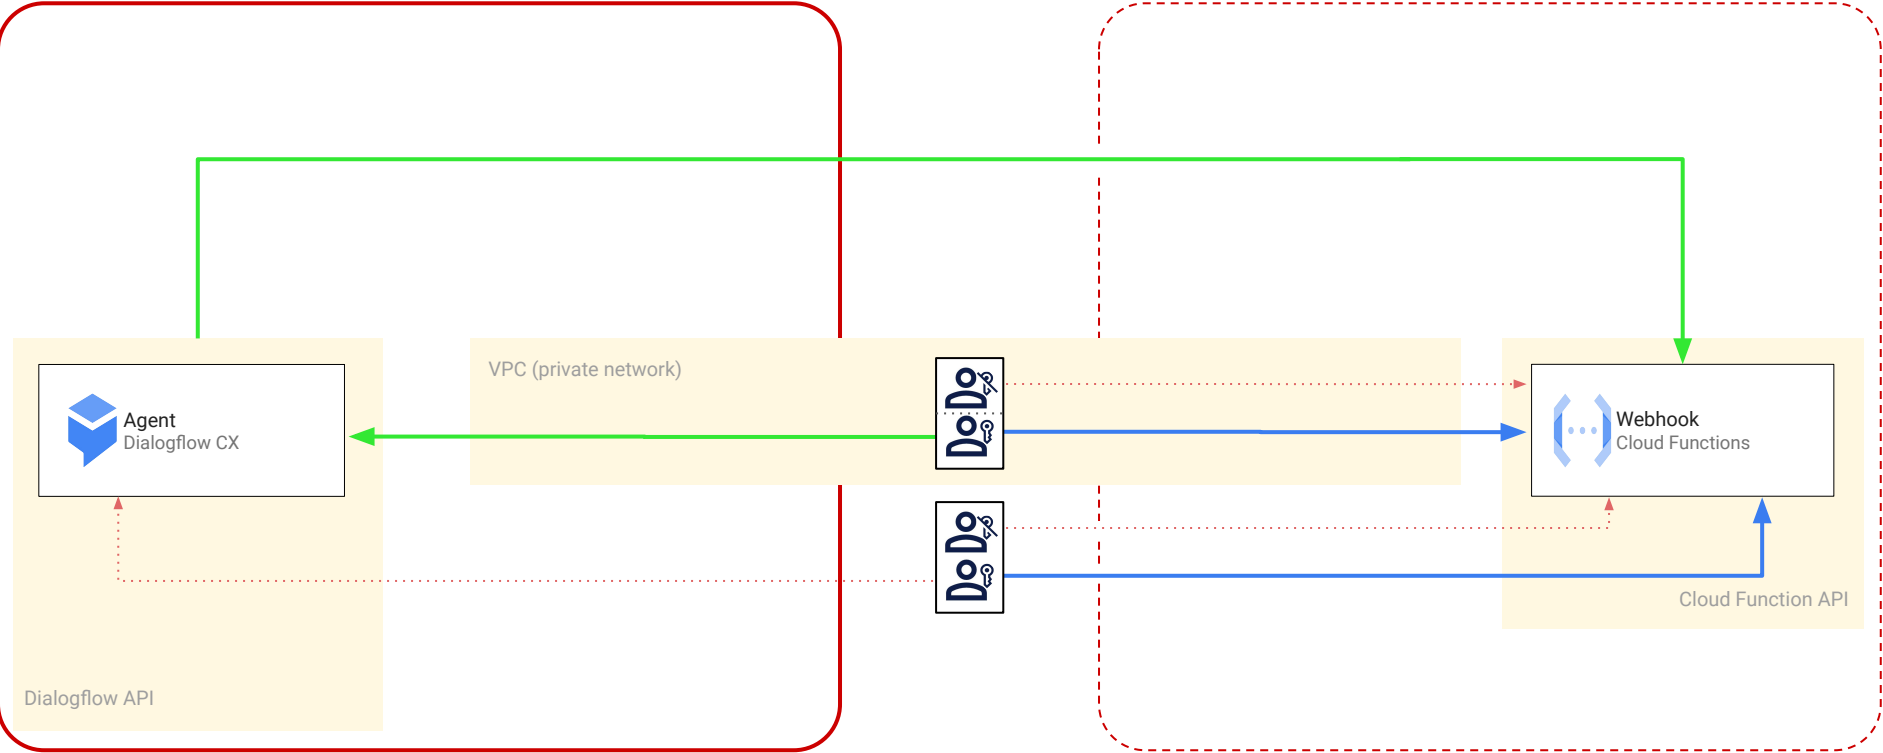 VPC (private network)
Agent
Dialogflow CX
Webhook
Cloud Functions
Cloud Function API
Dialogflow API